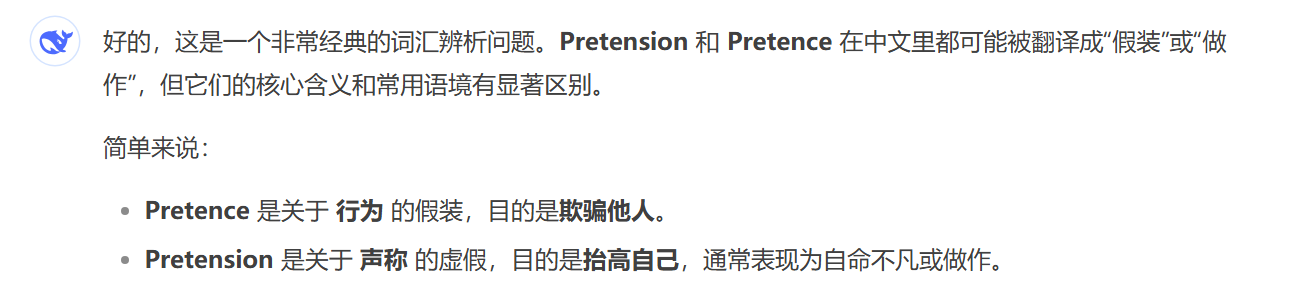 好的，这是一个非常经典的词汇辨析问题。Pretension 和 Pretence 在中文里都可能被翻译成“假装”或“做
作”，但它们的核心含义和常用语境有显著区别。
简单来说：
Pretence 是关于 行为 的假装，目的是欺骗他人。
Pretension 是关于 声称 的虚假，目的是抬高自己，通常表现为自命不凡或做作。